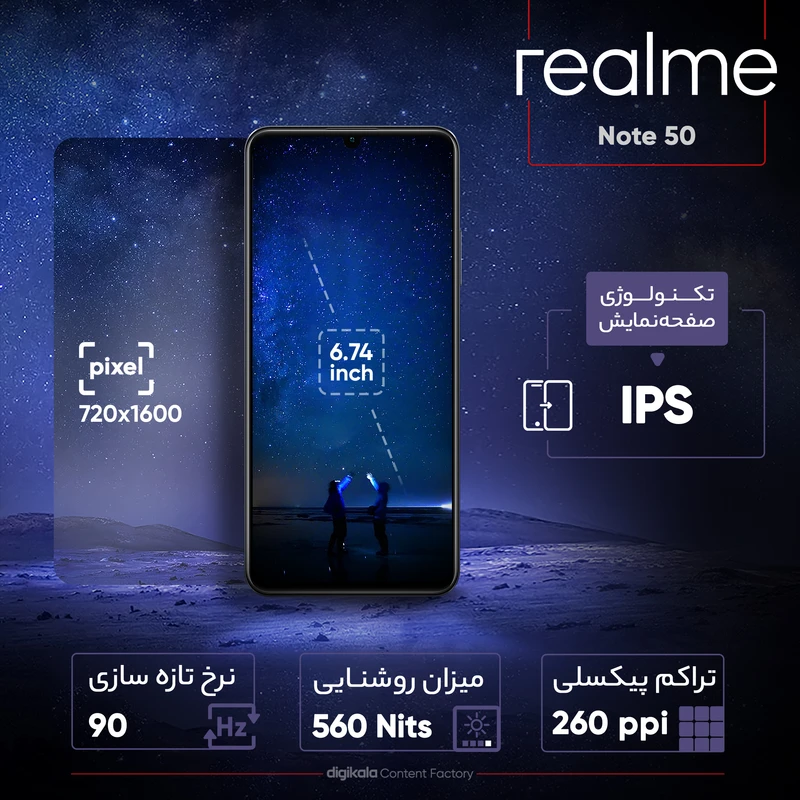 realme
Note 50
تکنولوژی
صفحه‌نمایش
IPS
6.74
inch
pixel
720x1600
تراکم پیکسلی
260 ppi
میزان روشنایی
560 Nits
نرخ تازه سازی
90
Hz
digikala Content Factory